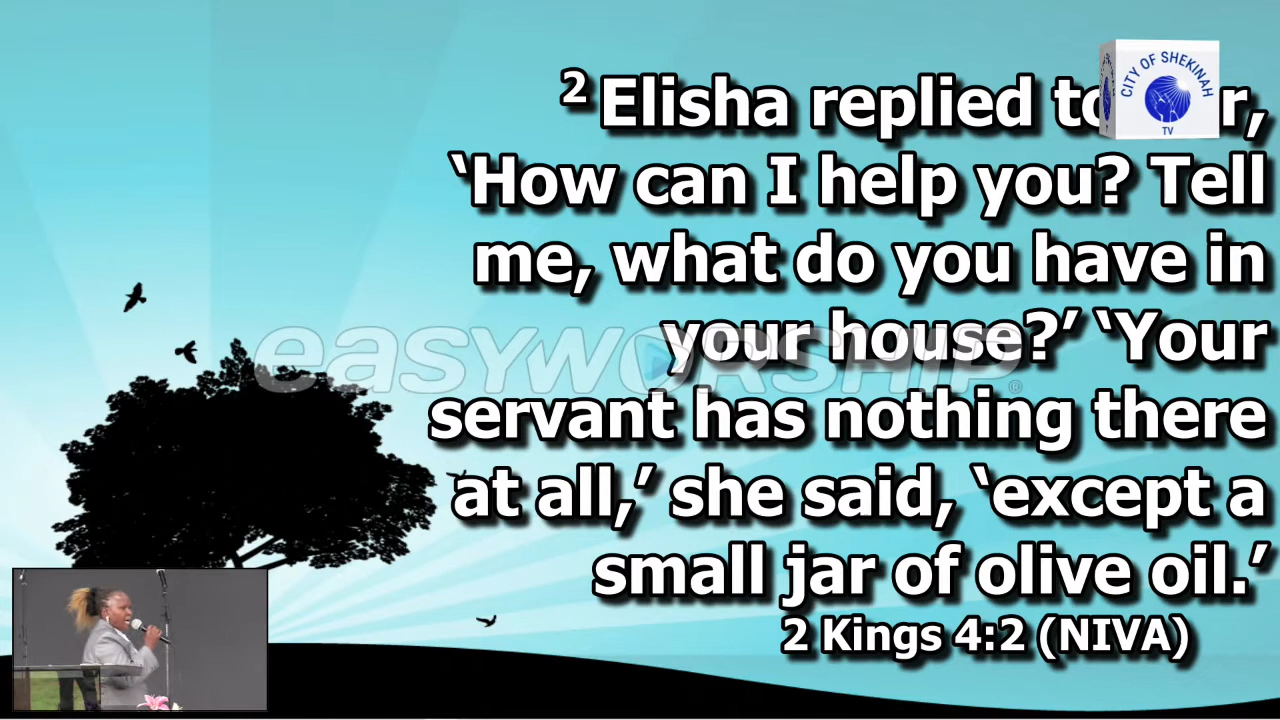 CITY OF SHEKINAH
TV
2 Elisha replied to r,
‘How can I help you? Tell
me, what do you have in
your house?’ ‘Your
easyworship®
servant has nothing there
at all,’ she said, ‘except a
small jar of olive oil.’
2 Kings 4:2 (NIVA)